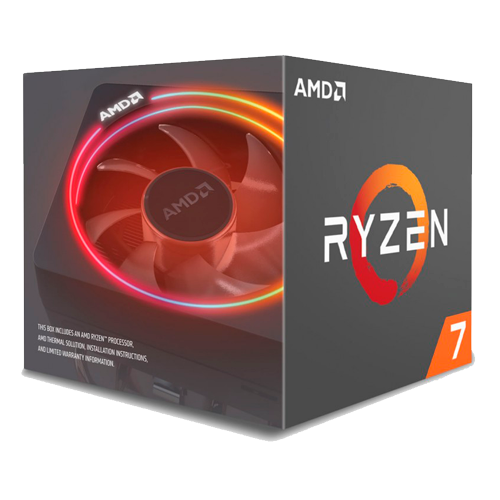 AMD
AMD
THIS BOX INCLUDES AN AMD RYZEN™ PROCESSOR,
AMD THERMAL SOLUTION, INSTALLATION INSTRUCTIONS,
AND LIMITED WARRANTY INFORMATION.
AMD
RYZEN
7